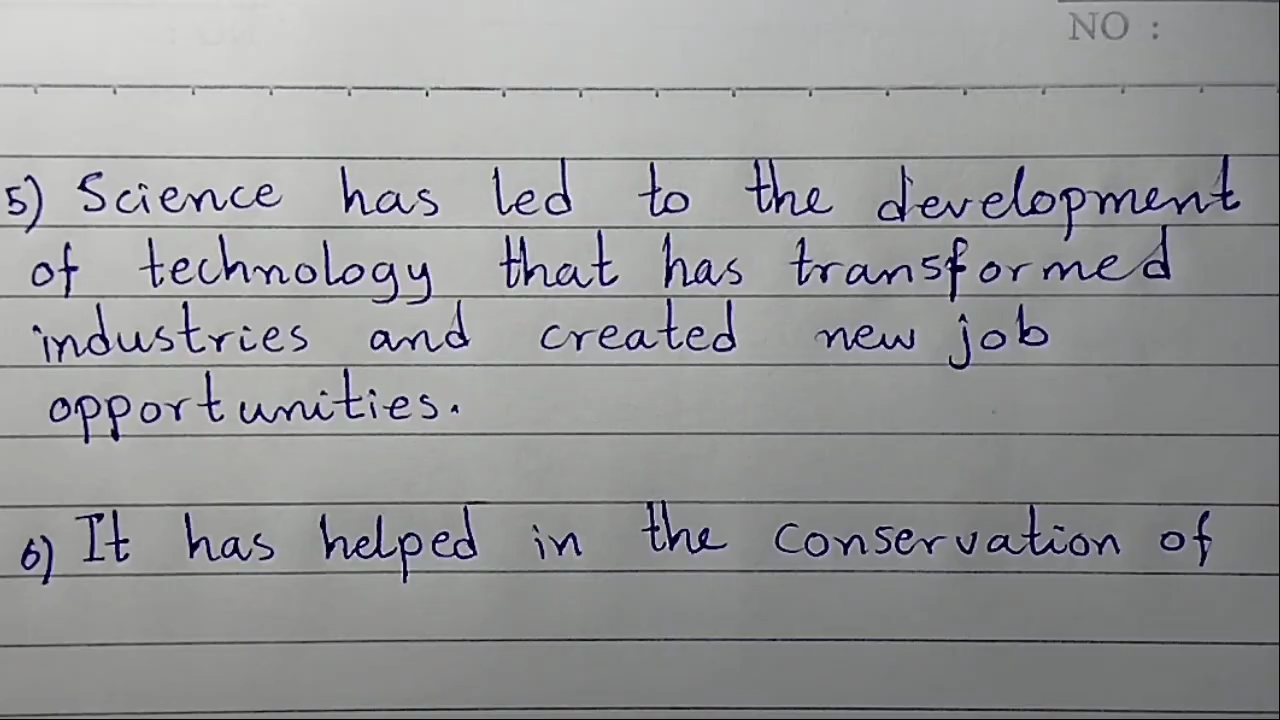 NO :
5) Science has led to the development
of technology that has transformed
industries and created new job
opportunities.
6) It has helped in the conservation of